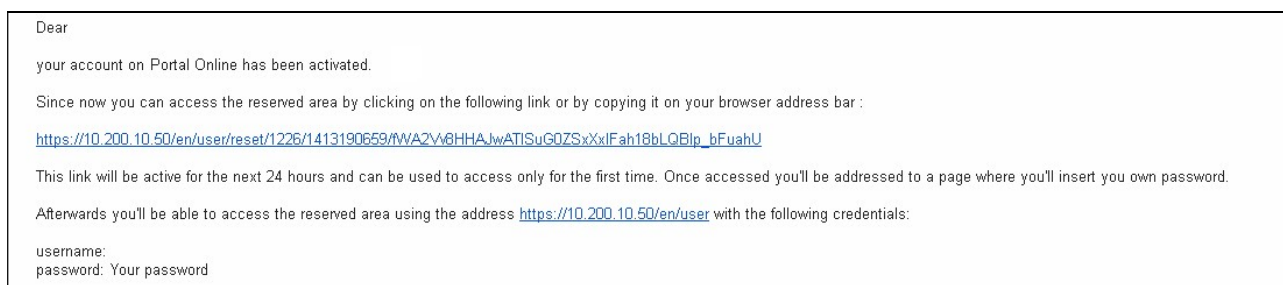 Dear
your account on Portal Online has been activated.
Since now you can access the reserved area by clicking on the following link or by copying it on your browser address bar :
https://10.200.10.50/en/user/reset/1226/1413190659/fWA2Vv8HHAJwATlSuG0ZSxXxlFah18bLQBlp_bFuahU
This link will be active for the next 24 hours and can be used to access only for the first time. Once accessed you'll be addressed to a page where you'll insert you own password.
Afterwards you'll be able to access the reserved area using the address https://10.200.10.50/en/user with the following credentials:
username:
password: Your password